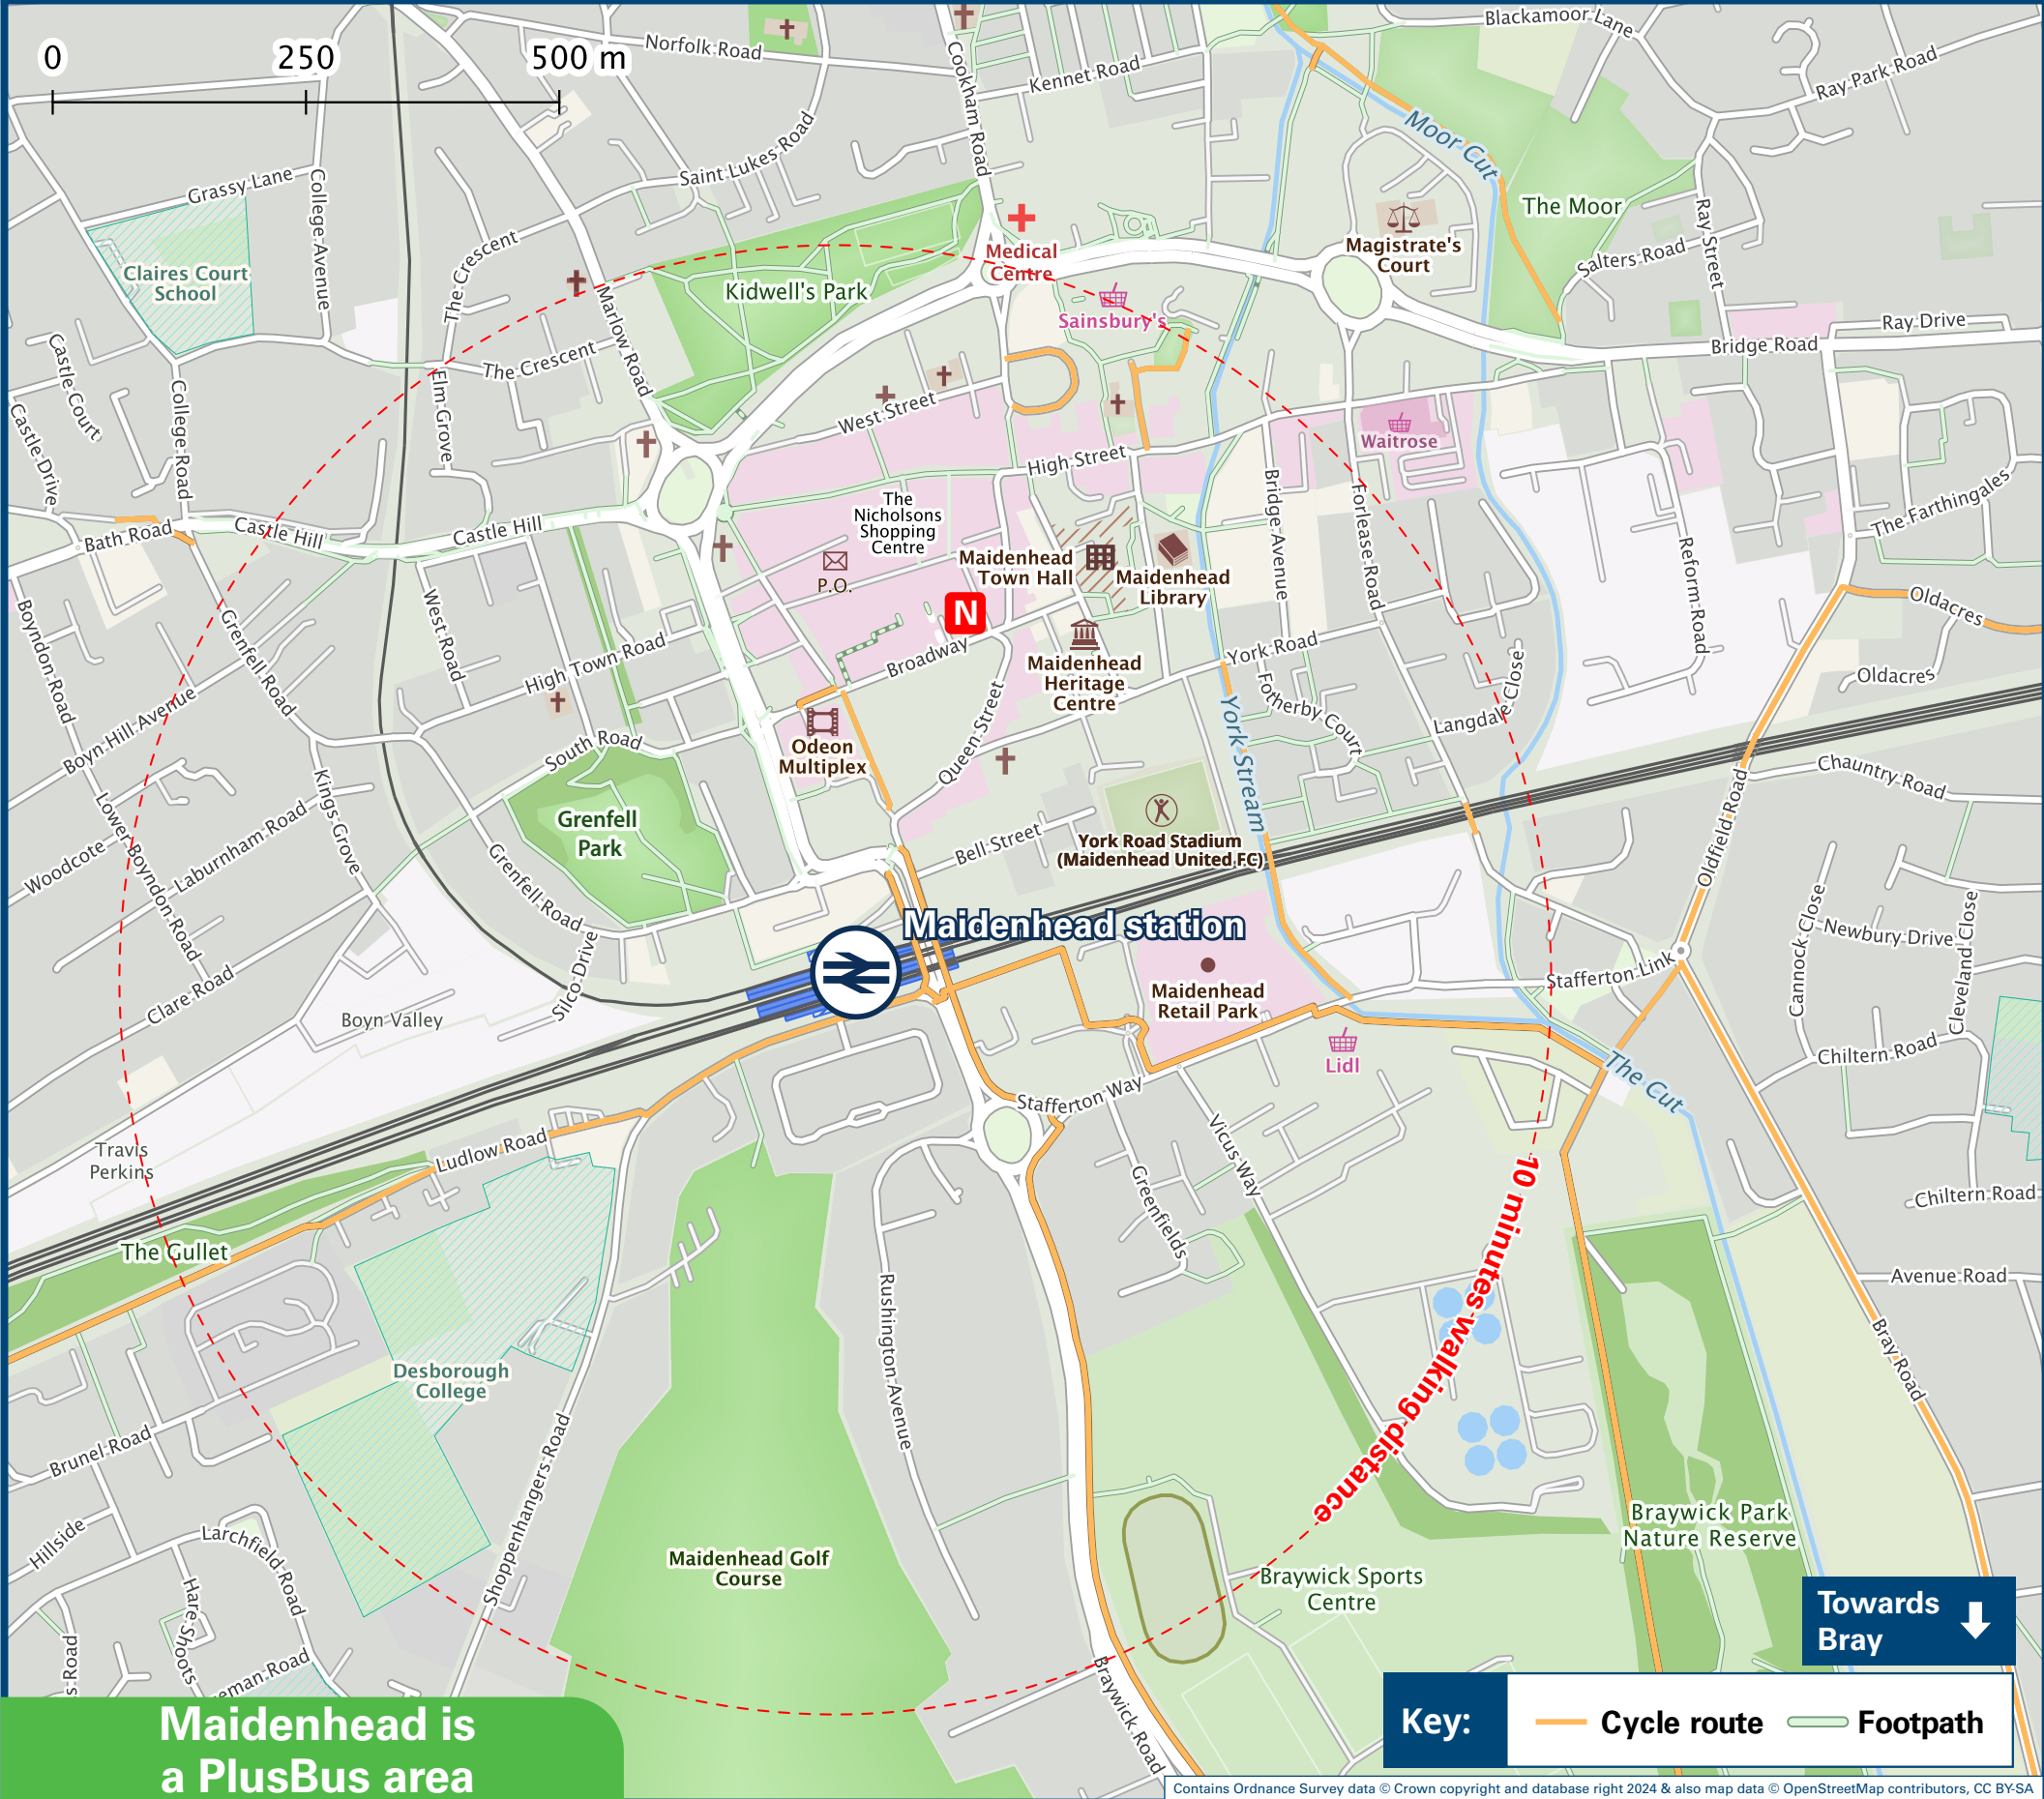 0 250 500 m
Norfolk Road
Cookham Road
Kennet Road
Blackamoor Lane
Ray Park Road
Moor Cut
Grassy Lane
College Avenue
Saint Lukes Road
The Moor
Ray Street
Salters Road
Claires Court
School
The Crescent
Marlow Road
Kidwell's Park
Medical
Centre
Magistrate's
Court
Sainsbury's
Ray Drive
Bridge Road
Castle Court
Castle Drive
College Road
Elm Grove
The Crescent
West Street
High Street
Waitrose
Bath Road
Castle Hill
Castle Hill
The
Nicholsons
Shopping
Centre
P.O.
N
Maidenhead
Town Hall
Maidenhead
Library
Bridge Avenue
Forlease Road
Reform Road
The Farthingales
Oldacres
Oldacres
Boyndon Road
Grenfell Road
West Road
High Town Road
Broadway
Maidenhead
Heritage
Centre
York Road
Fotherby Court
Langdale Close
York Stream
Boyn Hill Avenue
South Road
Odeon
Multiplex
Queen Street
Chauntry Road
Kings Grove
Lower Boyndon Road
Laburnham Road
Woodcote
Grenfell
Park
Grenfell Road
Bell Street
York Road Stadium
(Maidenhead United FC)
Oldfield Road
Cannock Close
Newbury Drive
Cleveland Close
Maidenhead station
Clare Road
Boyn Valley
Silco Drive
Maidenhead
Retail Park
Stafferton Link
Lidl
Chiltern Road
The Cut
Stafferton Way
Travis
Perkins
Ludlow Road
Vicus Way
Greenfields
Chiltern Road
The Gullet
Avenue Road
10 minutes walking distance
Rushington Avenue
Desborough
College
Bray Road
Brunel Road
Shoppenhangers Road
Hillside
Larchfield Road
Hare Shoots
Maidenhead Golf
Course
Braywick Sports
Centre
Braywick Park
Nature Reserve
s Road
eman Road
Braywick Road
Towards
Bray
Maidenhead is
a PlusBus area
Key: Cycle route Footpath
Contains Ordnance Survey data © Crown copyright and database right 2024 & also map data © OpenStreetMap contributors, CC BY-SA